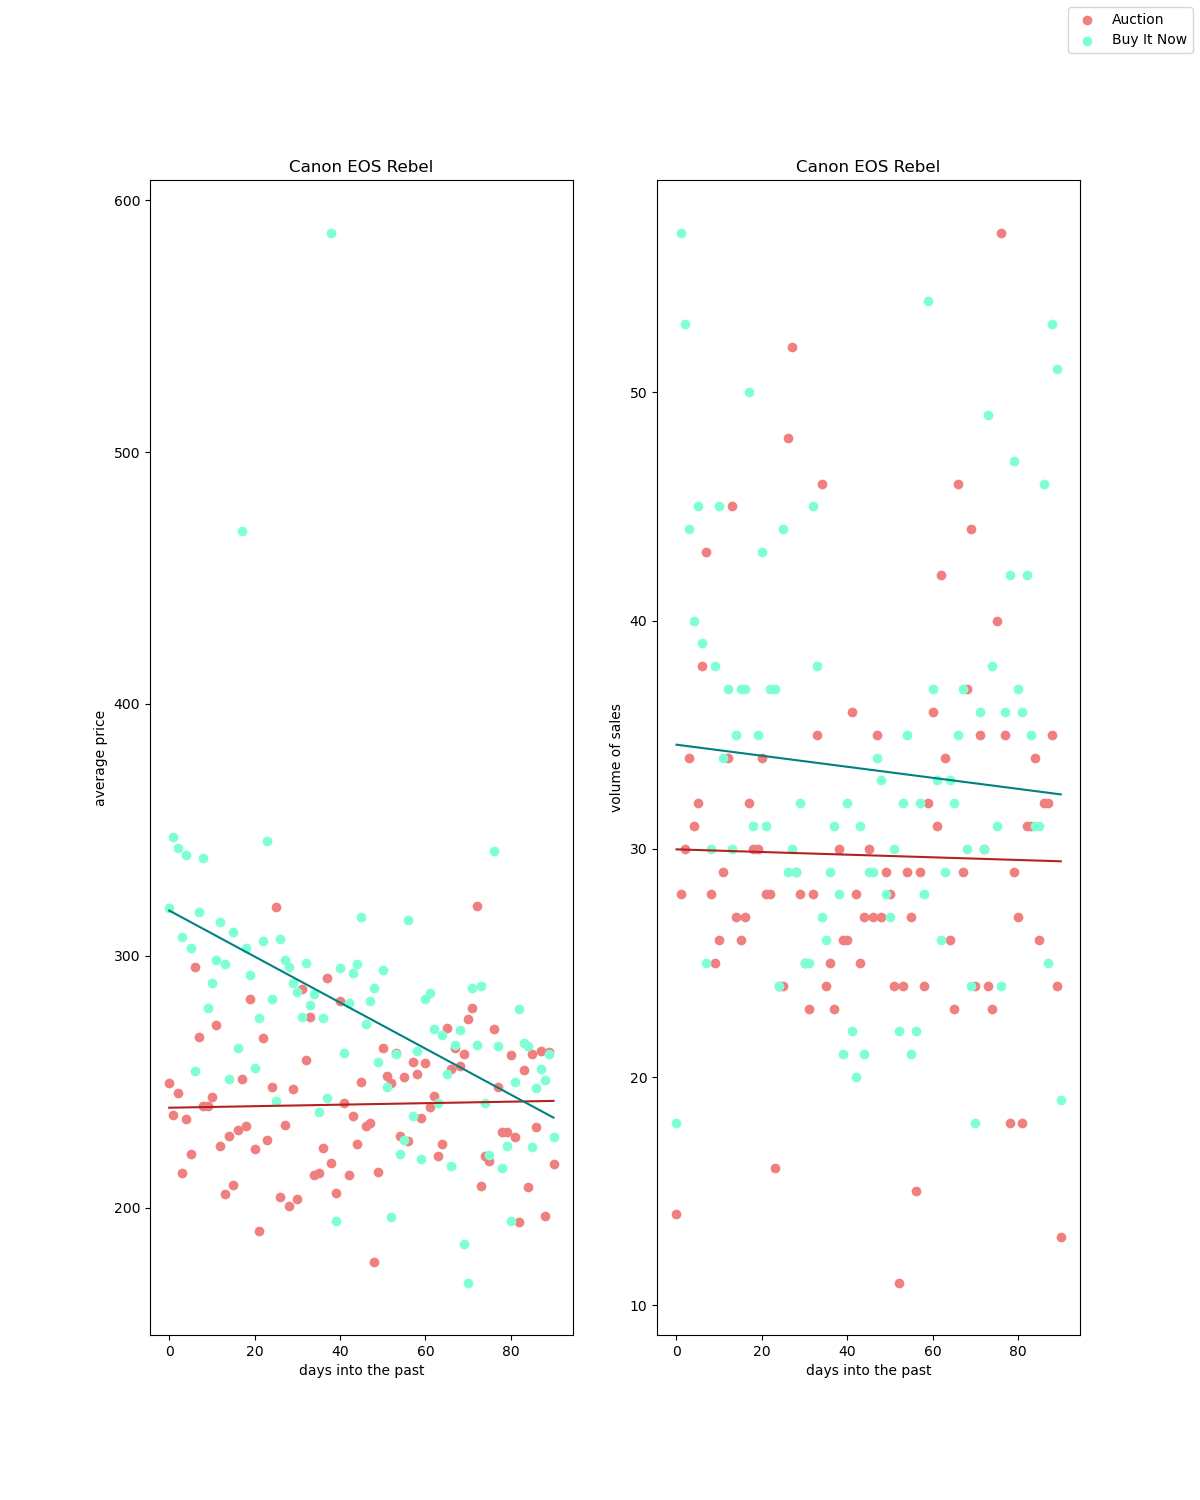 Auction
Buy It Now
Canon EOS Rebel
600
500
400
300
200
average price
0 20 40 60 80
days into the past
Canon EOS Rebel
50
40
30
20
10
volume of sales
0 20 40 60 80
days into the past